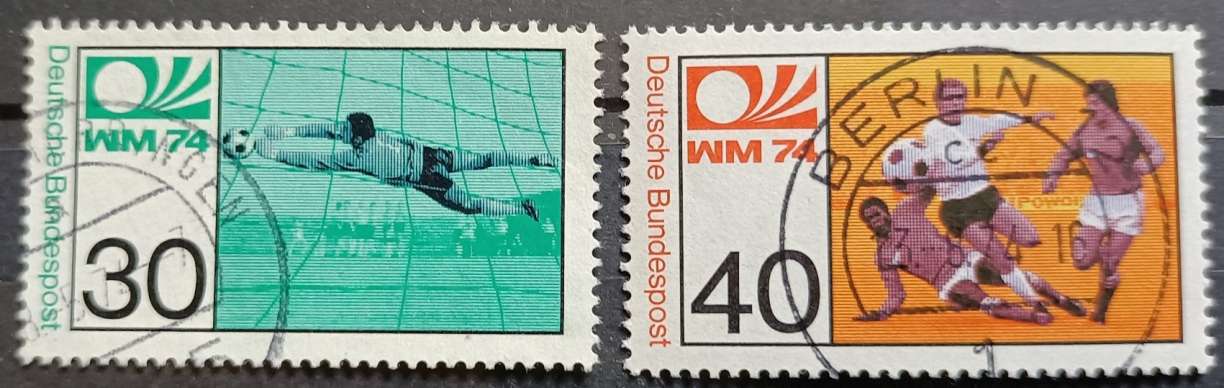 Deutsche Bundespost
WM 74
30
Deutsche Bundespost
WM 74
40
BERLIN